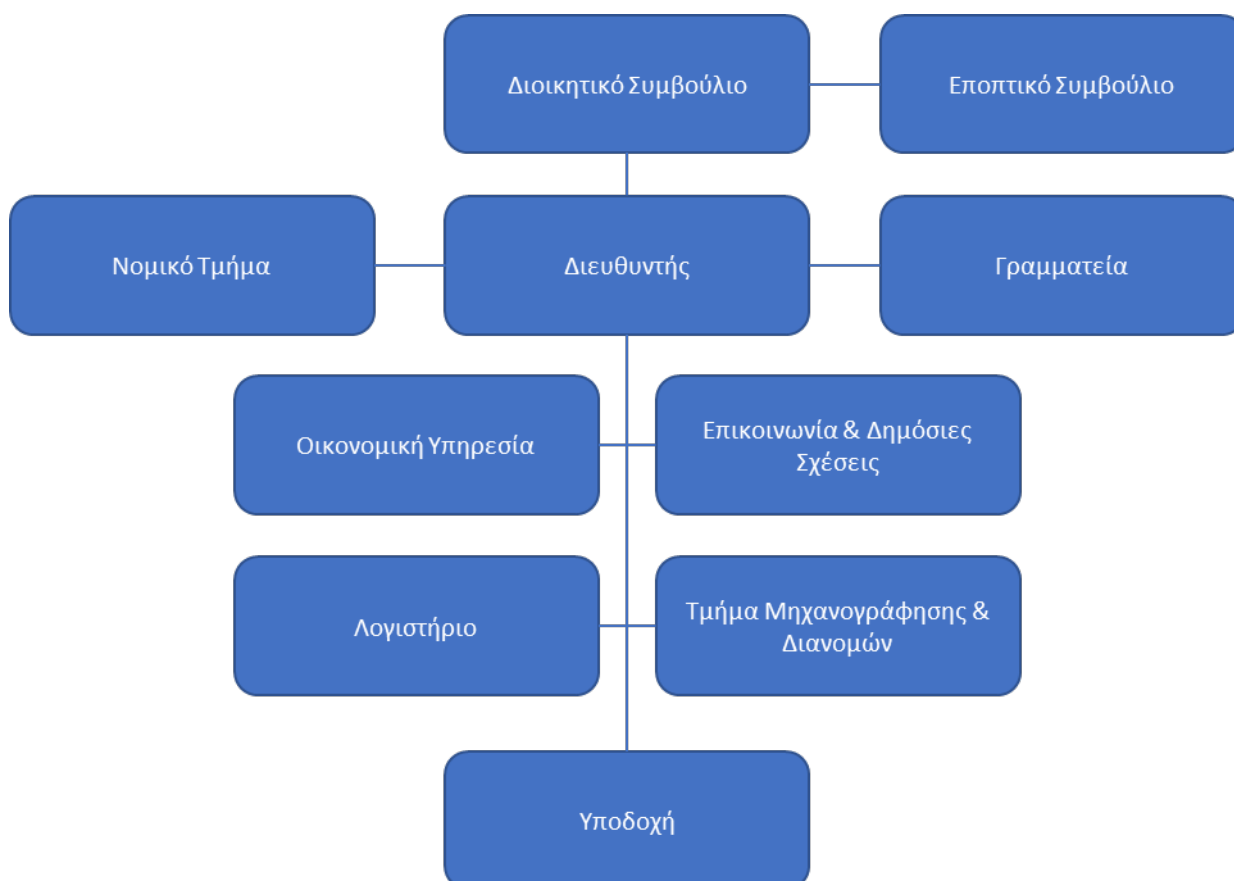 Διοικητικό Συμβούλιο
Εποπτικό Συμβούλιο
Νομικό Τμήμα
Διευθυντής
Γραμματεία
Οικονομική Υπηρεσία
Επικοινωνία & Δημόσιες
Σχέσεις
Λογιστήριο
Τμήμα Μηχανογράφησης &
Διανομών
Υποδοχή